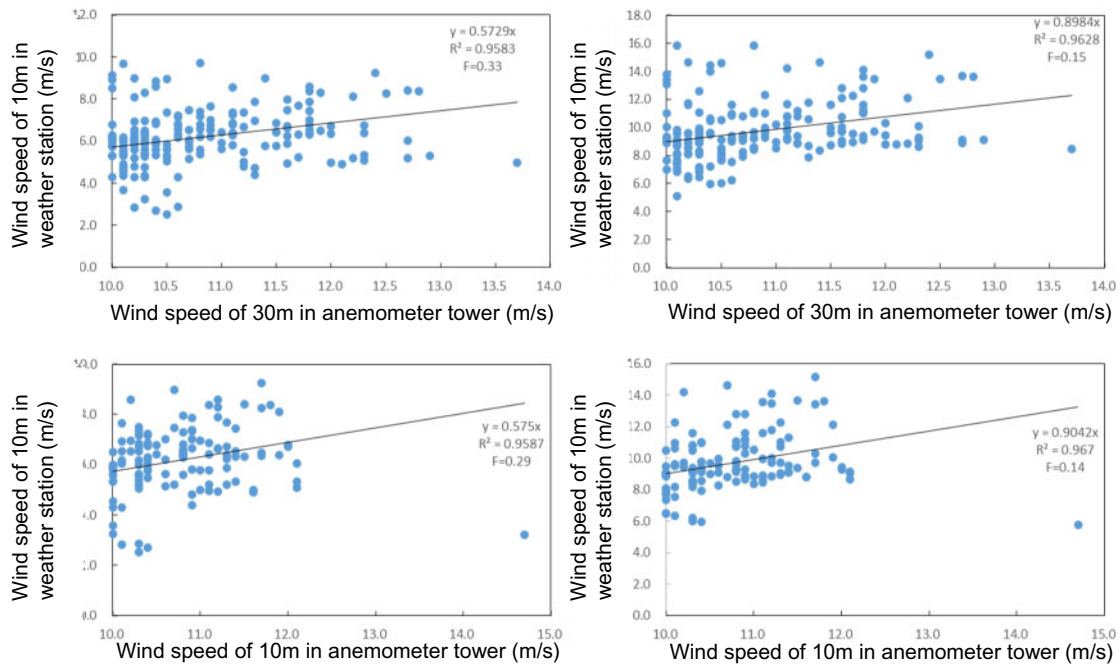 Wind speed of 10m in
weather station (m/s)
12.0
10.0
8.0
6.0
4.0
2.0
0.0
y = 0.5729x
R² = 0.9583
F=0.33
10.0 10.5 11.0 11.5 12.0 12.5 13.0 13.5 14.0
Wind speed of 30m in anemometer tower (m/s)
Wind speed of 10m in
weather station (m/s)
18.0
16.0
14.0
12.0
10.0
8.0
6.0
4.0
2.0
0.0
y = 0.8984x
R² = 0.9628
F=0.15
10.0 10.5 11.0 11.5 12.0 12.5 13.0 13.5 14.0
Wind speed of 30m in anemometer tower (m/s)
Wind speed of 10m in
weather station (m/s)
y = 0.575x
R² = 0.9587
F=0.29
10.0 11.0 12.0 13.0 14.0 15.0
Wind speed of 10m in anemometer tower (m/s)
Wind speed of 10m in
weather station (m/s)
16.0
14.0
12.0
10.0
8.0
6.0
4.0
2.0
0.0
y = 0.9042x
R² = 0.967
F=0.14
10.0 11.0 12.0 13.0 14.0 15.0
Wind speed of 10m in anemometer tower (m/s)